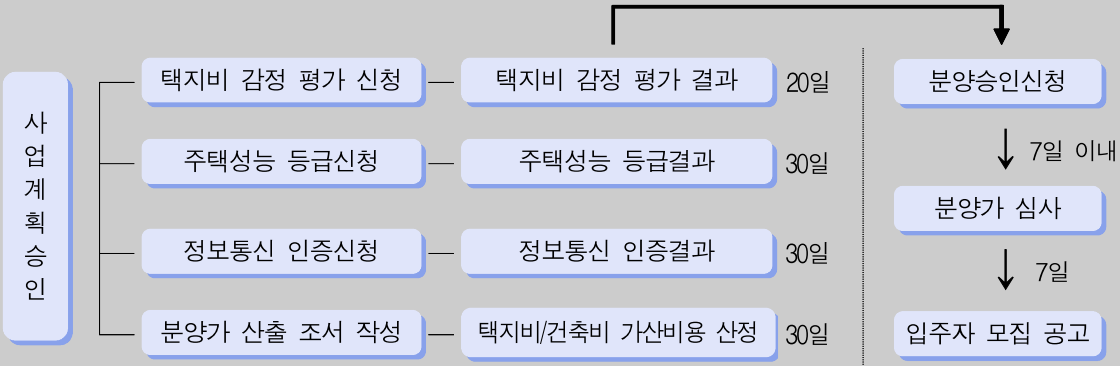 사업계획승인
택지비 감정 평가 신청
택지비 감정 평가 결과
20일
주택성능 등급신청
주택성능 등급결과
30일
정보통신 인증신청
정보통신 인증결과
30일
분양가 산출 조서 작성
택지비/건축비 가산비용 산정
30일
분양승인신청
7일 이내
분양가 심사
7일
입주자 모집 공고